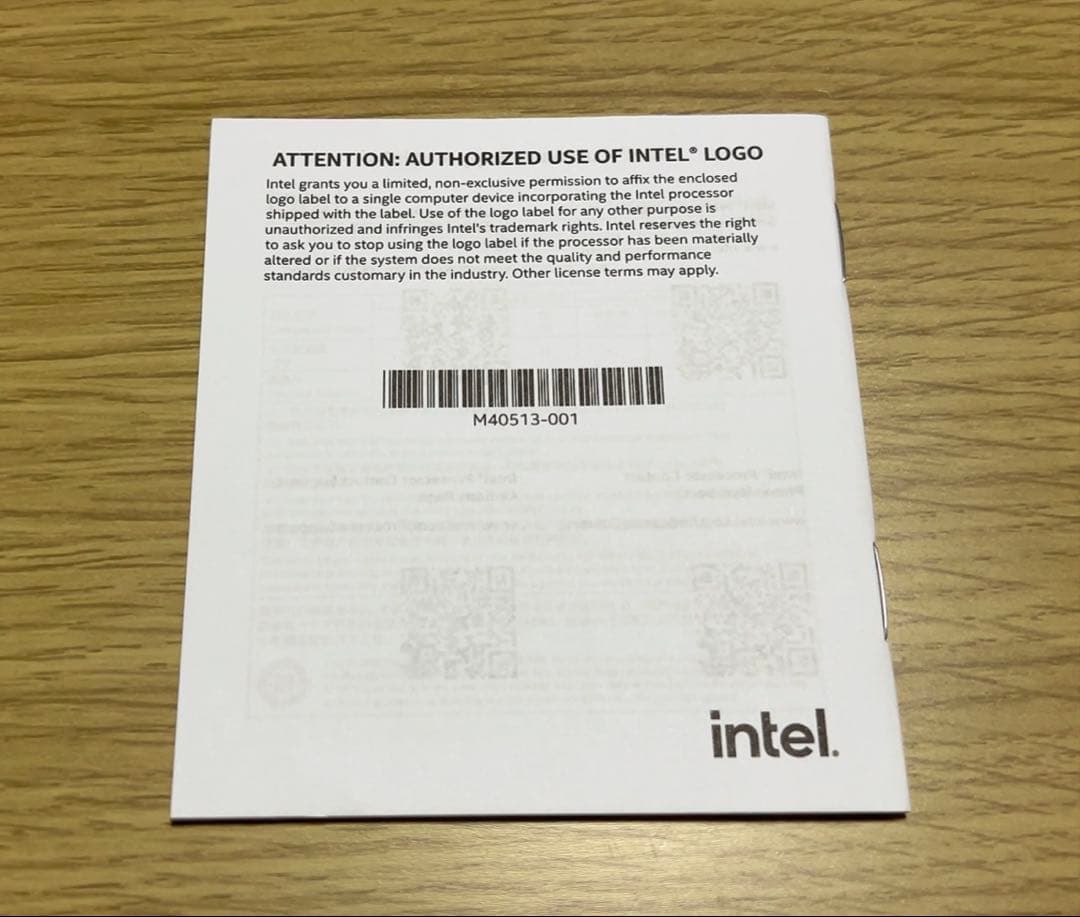 ATTENTION: AUTHORIZED USE OF INTEL® LOGO
Intel grants you a limited, non-exclusive permission to affix the enclosed
logo label to a single computer device incorporating the Intel processor
shipped with the label. Use of the logo label for any other purpose is
unauthorized and infringes Intel's trademark rights. Intel reserves the right
to ask you to stop using the logo label if the processor has been materially
altered or if the system does not meet the quality and performance
standards customary in the industry. Other license terms may apply.
M40513-001
intel.